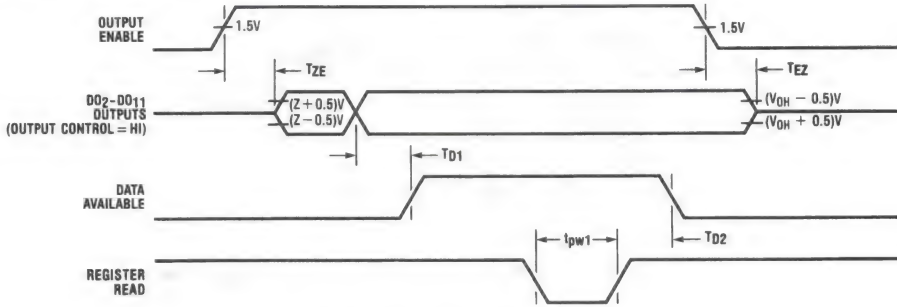 OUTPUT
ENABLE
1.5V
1.5V
TZE
TEZ
DO2-DO11
OUTPUTS
(OUTPUT CONTROL = HI)
(Z + 0.5)V
(Z - 0.5)V
(VOH - 0.5)V
(VOH + 0.5)V
TD1
DATA
AVAILABLE
TD2
tpw1
REGISTER
READ